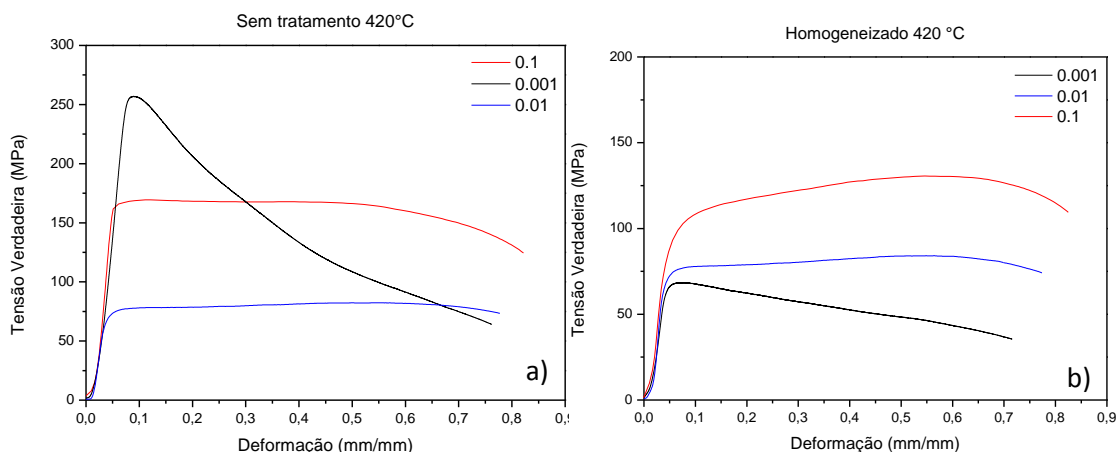 Sem tratamento 420°C
Tensão Verdadeira (MPa)
300
250
200
150
100
50
0
0.1
0.001
0.01
a)
0,0 0,1 0,2 0,3 0,4 0,5 0,6 0,7 0,8 0,9
Deformação (mm/mm)
Homogeneizado 420 °C
Tensão Verdadeira (MPa)
200
150
100
50
0
0.001
0.01
0.1
b)
0,0 0,1 0,2 0,3 0,4 0,5 0,6 0,7 0,8 0,9
Deformação (mm/mm)